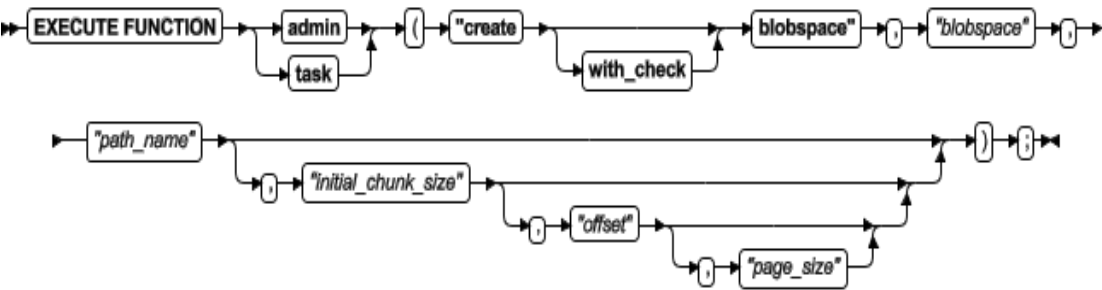 EXECUTE FUNCTION admin ( "create blobspace" , "blobspace" ,
task with_check
"path_name" ) ;
, "initial_chunk_size"
, "offset"
, "page_size"